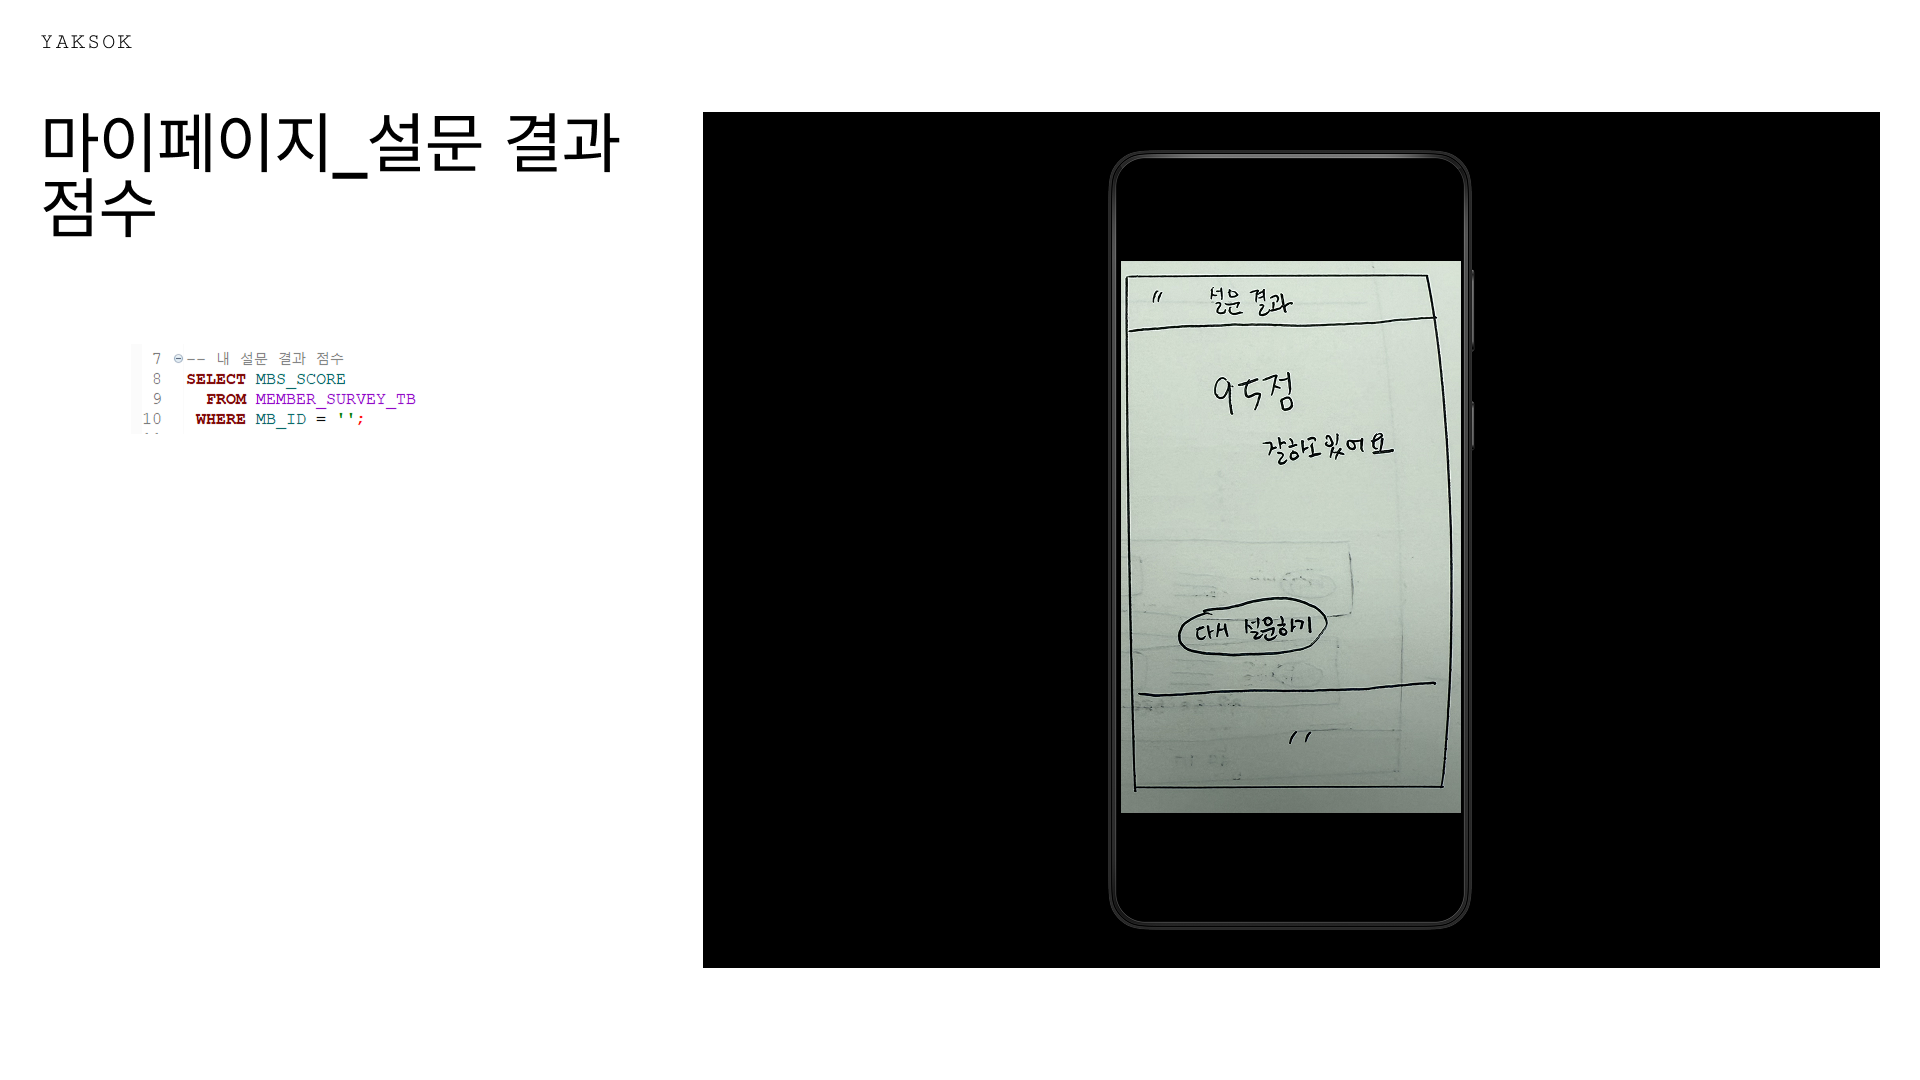 YAKSOK
마이페이지_설문 결과
점수
7 -- 내 설문 결과 점수
8 SELECT MBS_SCORE
9 FROM MEMBER_SURVEY_TB
10 WHERE MB_ID = '';
〃 설문 결과
95점
잘하고 있어요
다시 설문하기
〃